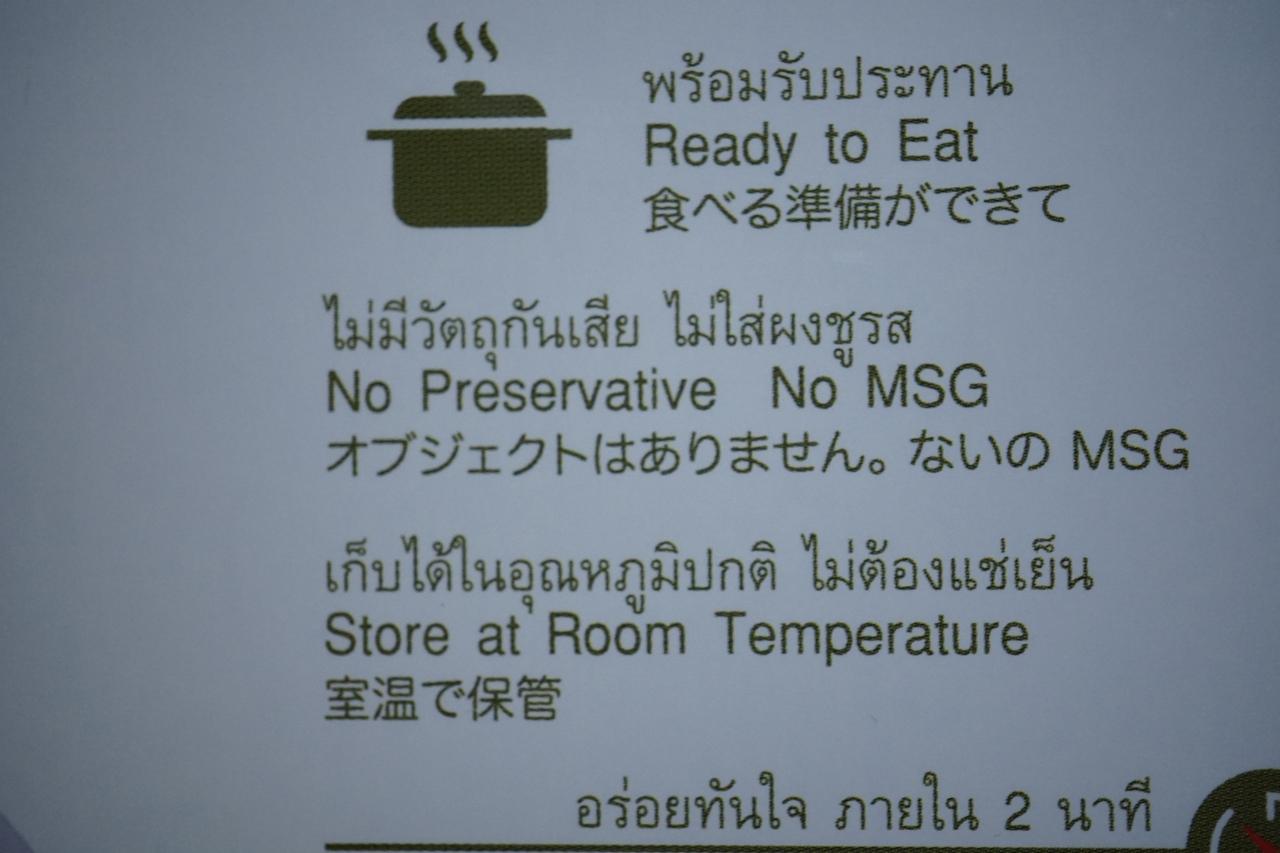 พร้อมรับประทาน
Ready to Eat
食べる準備ができて
ไม่มีวัตถุกันเสีย ไม่ใส่ผงชูรส
No Preservative No MSG
オブジェクトはありません。ないの MSG
เก็บได้ในอุณหภูมิปกติ ไม่ต้องแช่เย็น
Store at Room Temperature
室温で保管
อร่อยทันใจ ภายใน 2 นาที